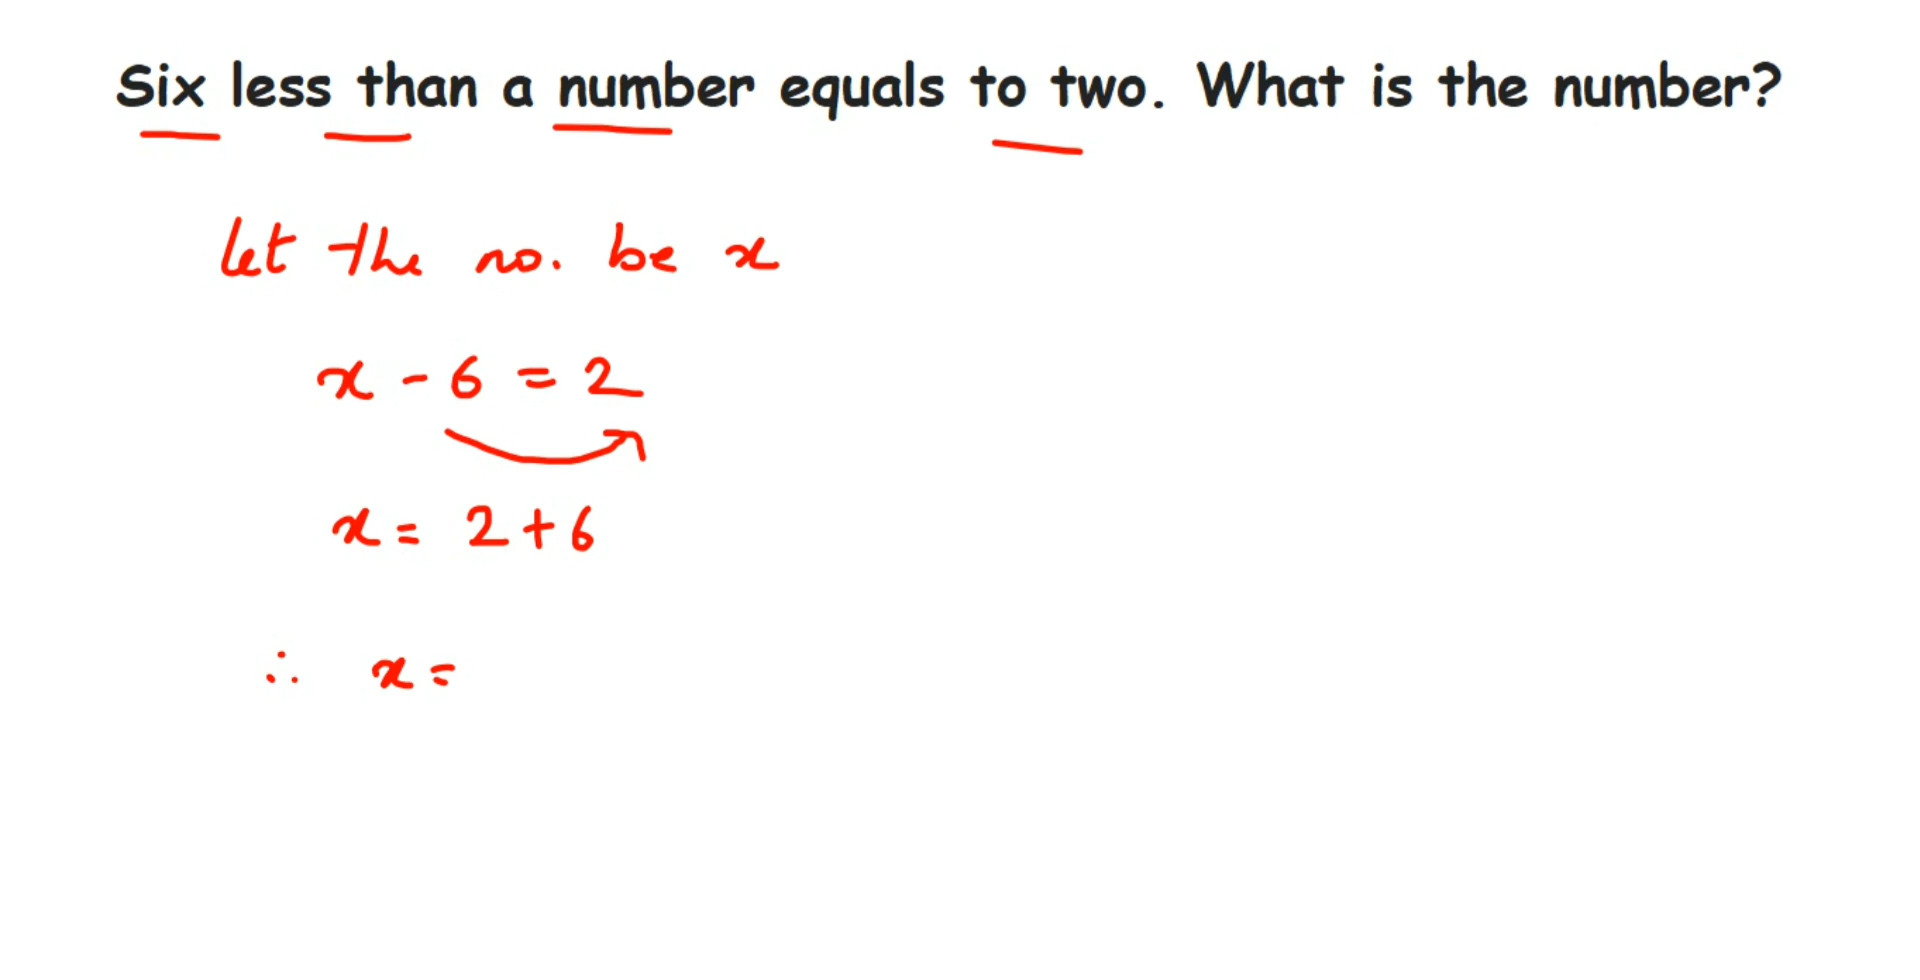 Six less than a number equals to two. What is the number?
let the no. be x
x - 6 = 2
x = 2 + 6
∴ x =